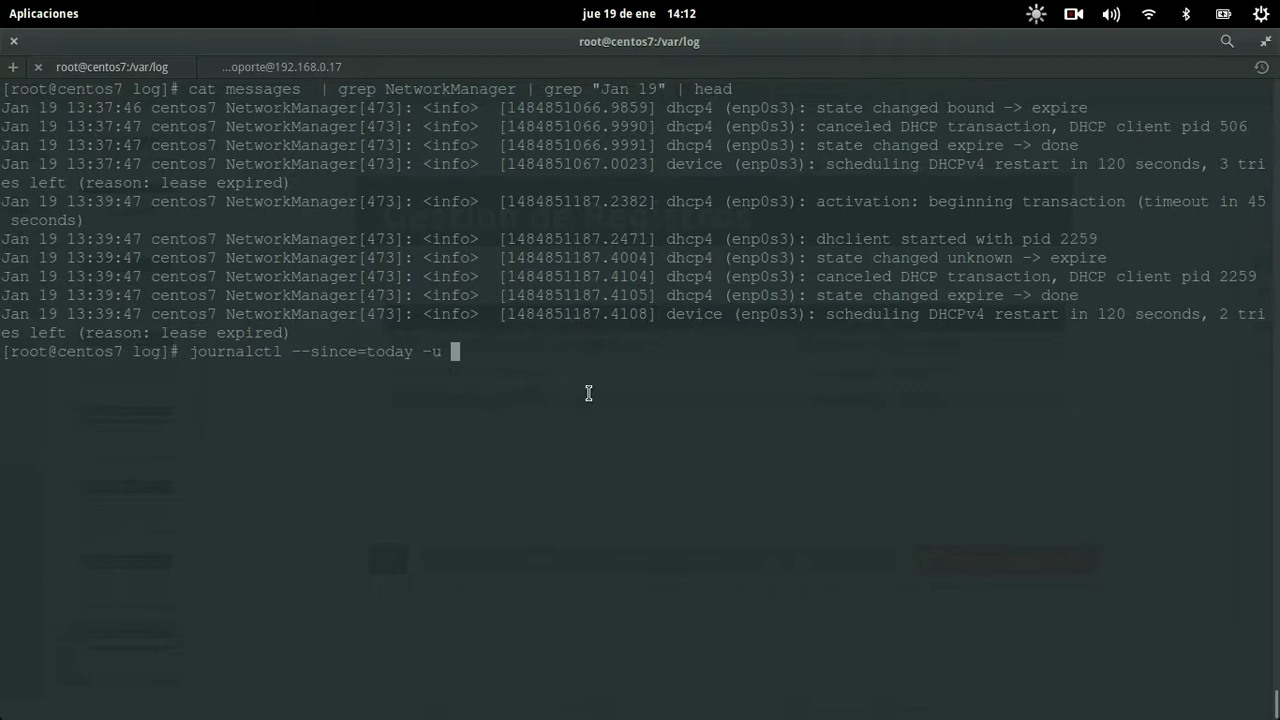 Aplicaciones
jue 19 de ene 14:12
root@centos7:/var/log
root@centos7:/var/log
...oporte@192.168.0.17
[root@centos7 log]# cat messages  | grep NetworkManager | grep "Jan 19" | head
Jan 19 13:37:46 centos7 NetworkManager[473]: <info>  [1484851066.9859] dhcp4 (enp0s3): state changed bound -> expire
Jan 19 13:37:47 centos7 NetworkManager[473]: <info>  [1484851066.9990] dhcp4 (enp0s3): canceled DHCP transaction, DHCP client pid 506
Jan 19 13:37:47 centos7 NetworkManager[473]: <info>  [1484851066.9991] dhcp4 (enp0s3): state changed expire -> done
Jan 19 13:37:47 centos7 NetworkManager[473]: <info>  [1484851067.0023] device (enp0s3): scheduling DHCPv4 restart in 120 seconds, 3 tri
es left (reason: lease expired)
Jan 19 13:39:47 centos7 NetworkManager[473]: <info>  [1484851187.2382] dhcp4 (enp0s3): activation: beginning transaction (timeout in 45
 seconds)
Jan 19 13:39:47 centos7 NetworkManager[473]: <info>  [1484851187.2471] dhcp4 (enp0s3): dhclient started with pid 2259
Jan 19 13:39:47 centos7 NetworkManager[473]: <info>  [1484851187.4004] dhcp4 (enp0s3): state changed unknown -> expire
Jan 19 13:39:47 centos7 NetworkManager[473]: <info>  [1484851187.4104] dhcp4 (enp0s3): canceled DHCP transaction, DHCP client pid 2259
Jan 19 13:39:47 centos7 NetworkManager[473]: <info>  [1484851187.4105] dhcp4 (enp0s3): state changed expire -> done
Jan 19 13:39:47 centos7 NetworkManager[473]: <info>  [1484851187.4108] device (enp0s3): scheduling DHCPv4 restart in 120 seconds, 2 tri
es left (reason: lease expired)
[root@centos7 log]# journalctl --since=today -u
Gestión de Registros